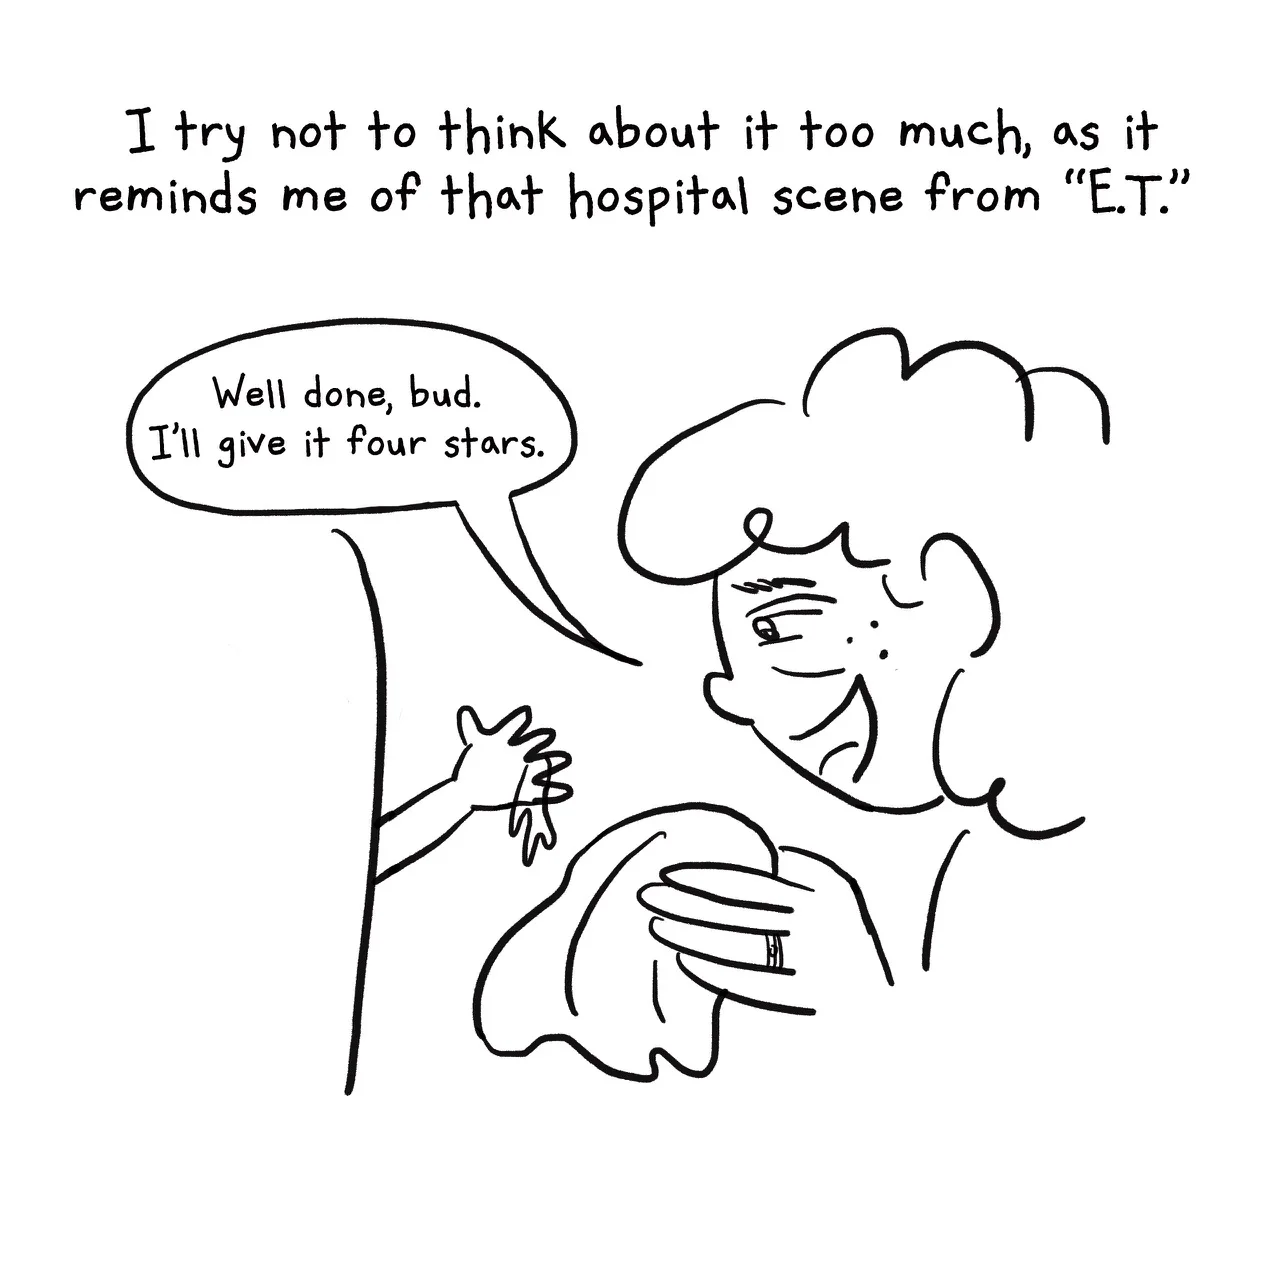 I try not to think about it too much, as it
reminds me of that hospital scene from “E.T.”
Well done, bud.
I'll give it four stars.